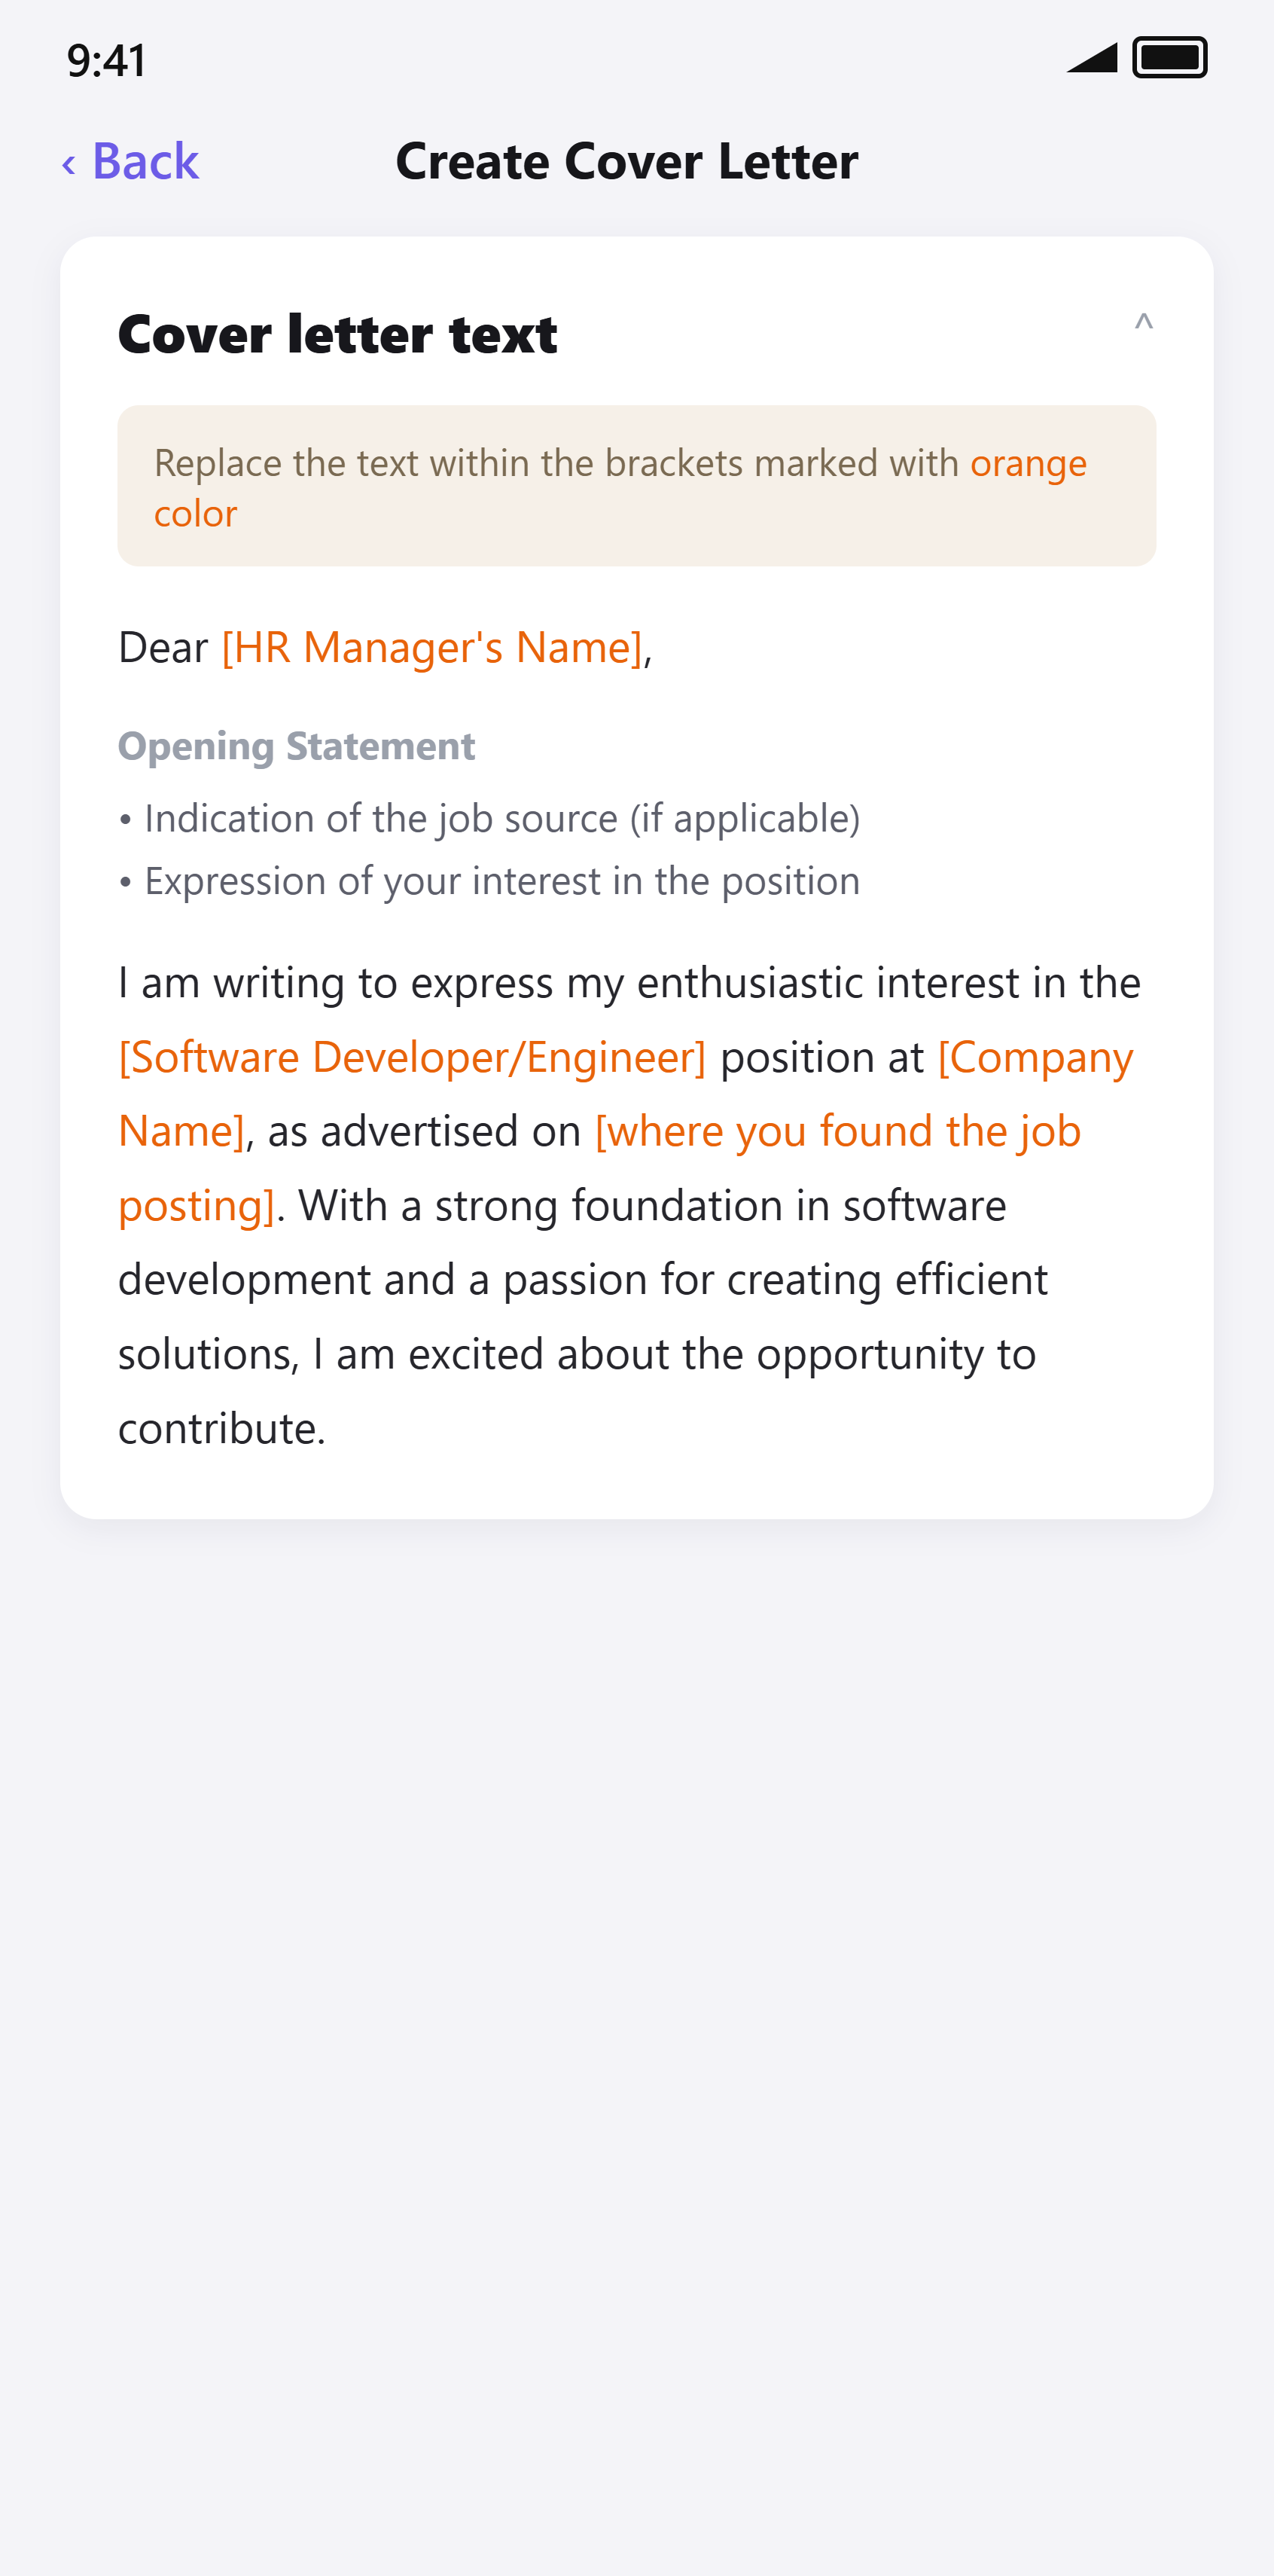 9:41
‹ Back
Create Cover Letter
Cover letter text
^
Replace the text within the brackets marked with orange
color
Dear [HR Manager's Name],
Opening Statement
• Indication of the job source (if applicable)
• Expression of your interest in the position
I am writing to express my enthusiastic interest in the
[Software Developer/Engineer] position at [Company
Name], as advertised on [where you found the job
posting]. With a strong foundation in software
development and a passion for creating efficient
solutions, I am excited about the opportunity to
contribute.